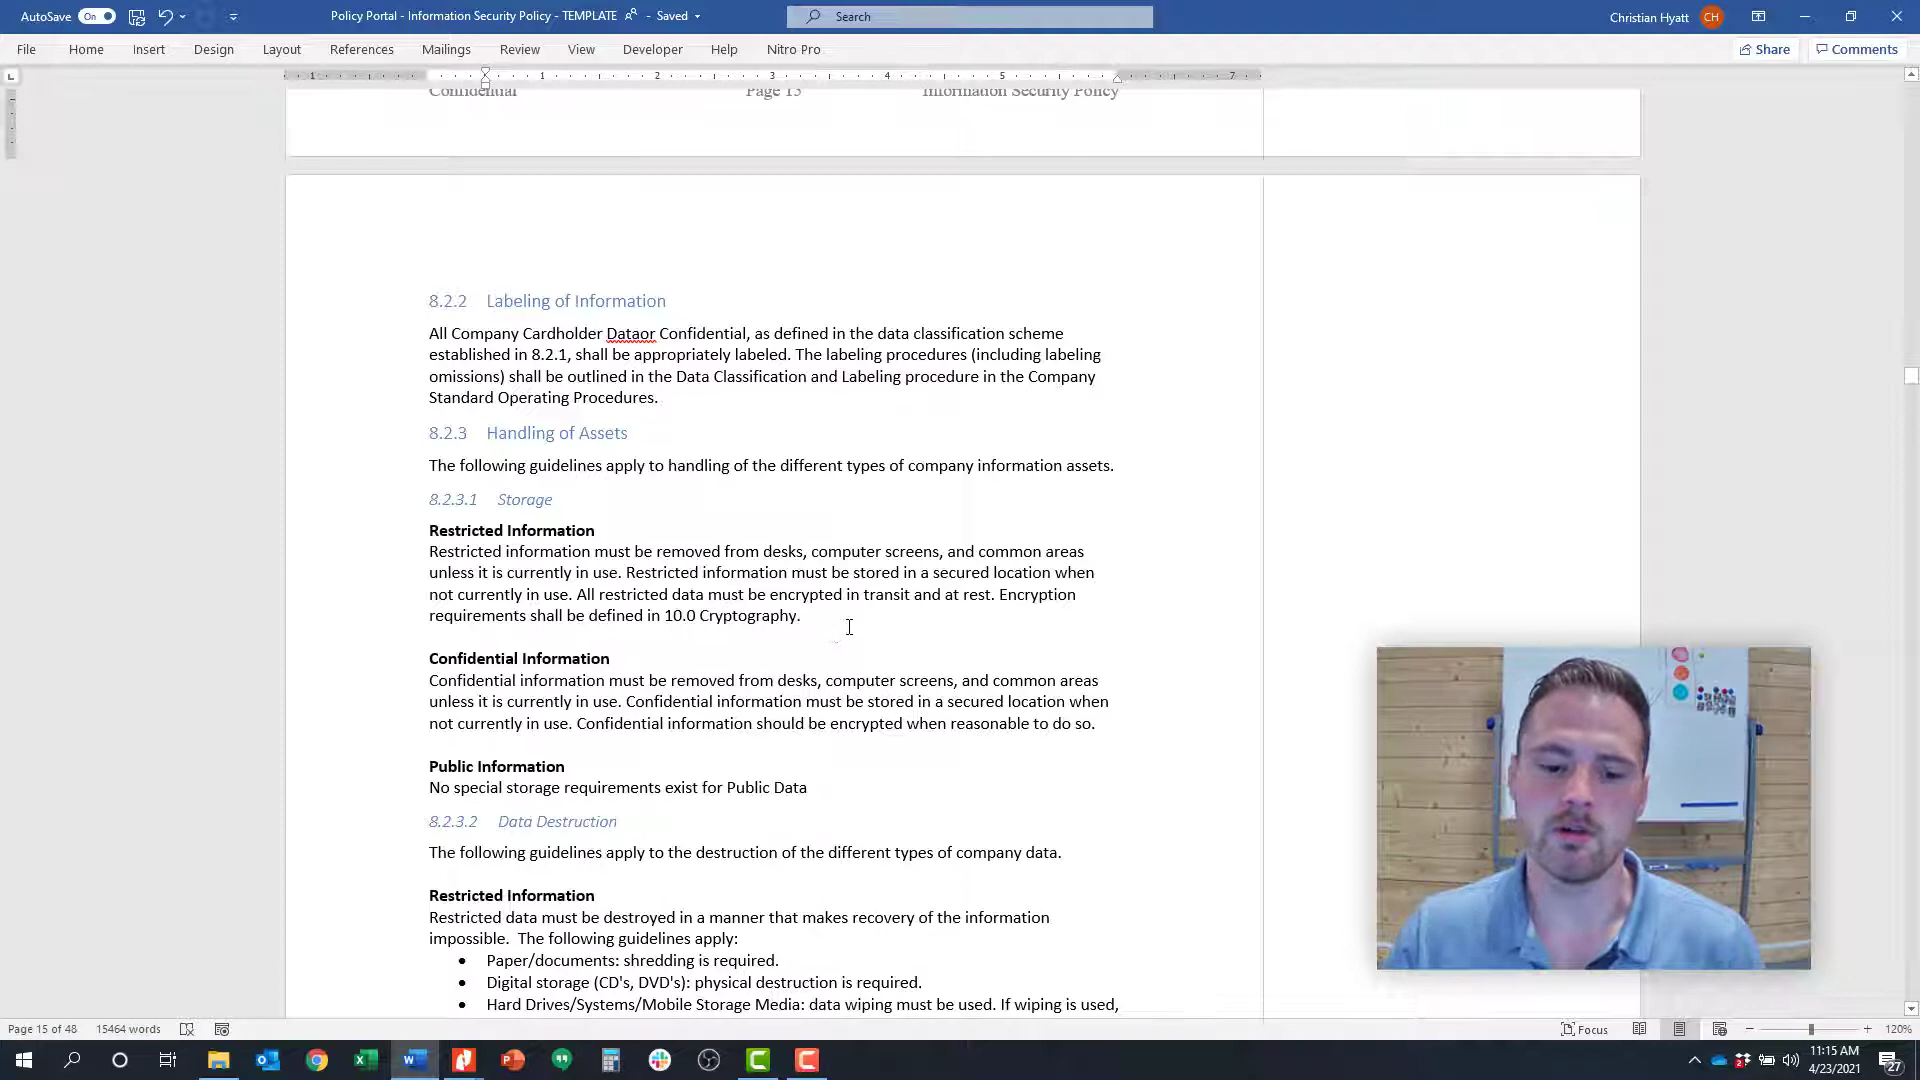 AutoSave On Policy Portal - Information Security Policy - TEMPLATE - Saved Search Christian Hyatt CH
File Home Insert Design Layout References Mailings Review View Developer Help Nitro Pro Share Comments
1 1 2 3 4 5 7
Confidential Page 13 Information Security Policy
8.2.2 Labeling of Information
All Company Cardholder Dataor Confidential, as defined in the data classification scheme
established in 8.2.1, shall be appropriately labeled. The labeling procedures (including labeling
omissions) shall be outlined in the Data Classification and Labeling procedure in the Company
Standard Operating Procedures.
8.2.3 Handling of Assets
The following guidelines apply to handling of the different types of company information assets.
8.2.3.1 Storage
Restricted Information
Restricted information must be removed from desks, computer screens, and common areas
unless it is currently in use. Restricted information must be stored in a secured location when
not currently in use. All restricted data must be encrypted in transit and at rest. Encryption
requirements shall be defined in 10.0 Cryptography.
Confidential Information
Confidential information must be removed from desks, computer screens, and common areas
unless it is currently in use. Confidential information must be stored in a secured location when
not currently in use. Confidential information should be encrypted when reasonable to do so.
Public Information
No special storage requirements exist for Public Data
8.2.3.2 Data Destruction
The following guidelines apply to the destruction of the different types of company data.
Restricted Information
Restricted data must be destroyed in a manner that makes recovery of the information
impossible. The following guidelines apply:
• Paper/documents: shredding is required.
• Digital storage (CD's, DVD's): physical destruction is required.
• Hard Drives/Systems/Mobile Storage Media: data wiping must be used. If wiping is used,
Page 15 of 48 15464 words Focus 120%
11:15 AM
4/23/2021
27